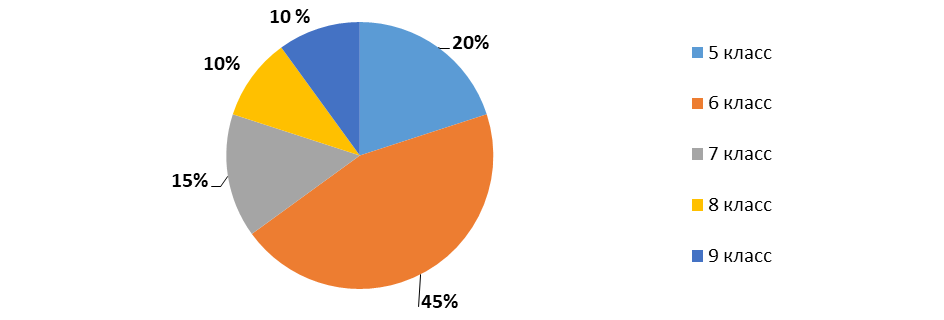 10 %
20%
10%
15%
45%
5 класс
6 класс
7 класс
8 класс
9 класс